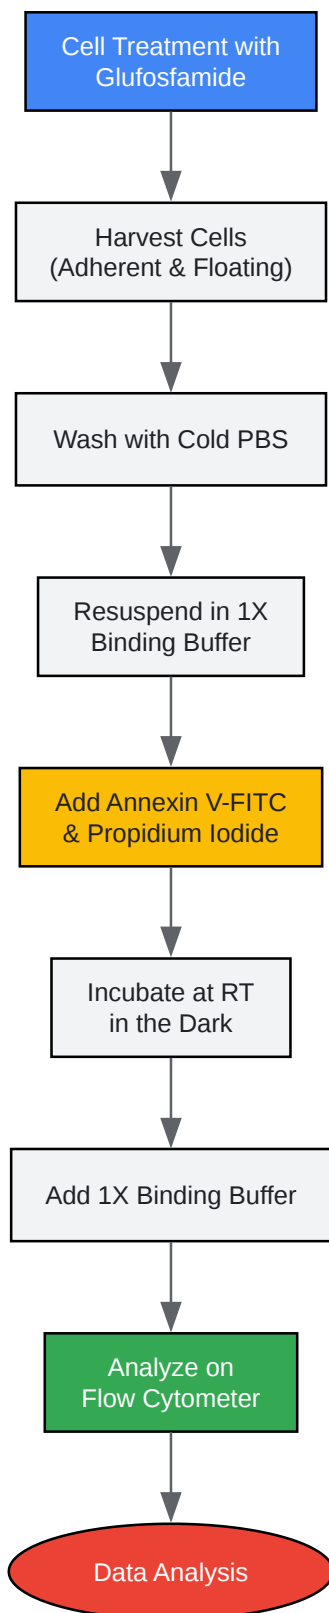 Cell Treatment with
Glufosfamide
Harvest Cells
(Adherent & Floating)
Wash with Cold PBS
Resuspend in 1X
Binding Buffer
Add Annexin V-FITC
& Propidium Iodide
Incubate at RT
in the Dark
Add 1X Binding Buffer
Analyze on
Flow Cytometer
Data Analysis